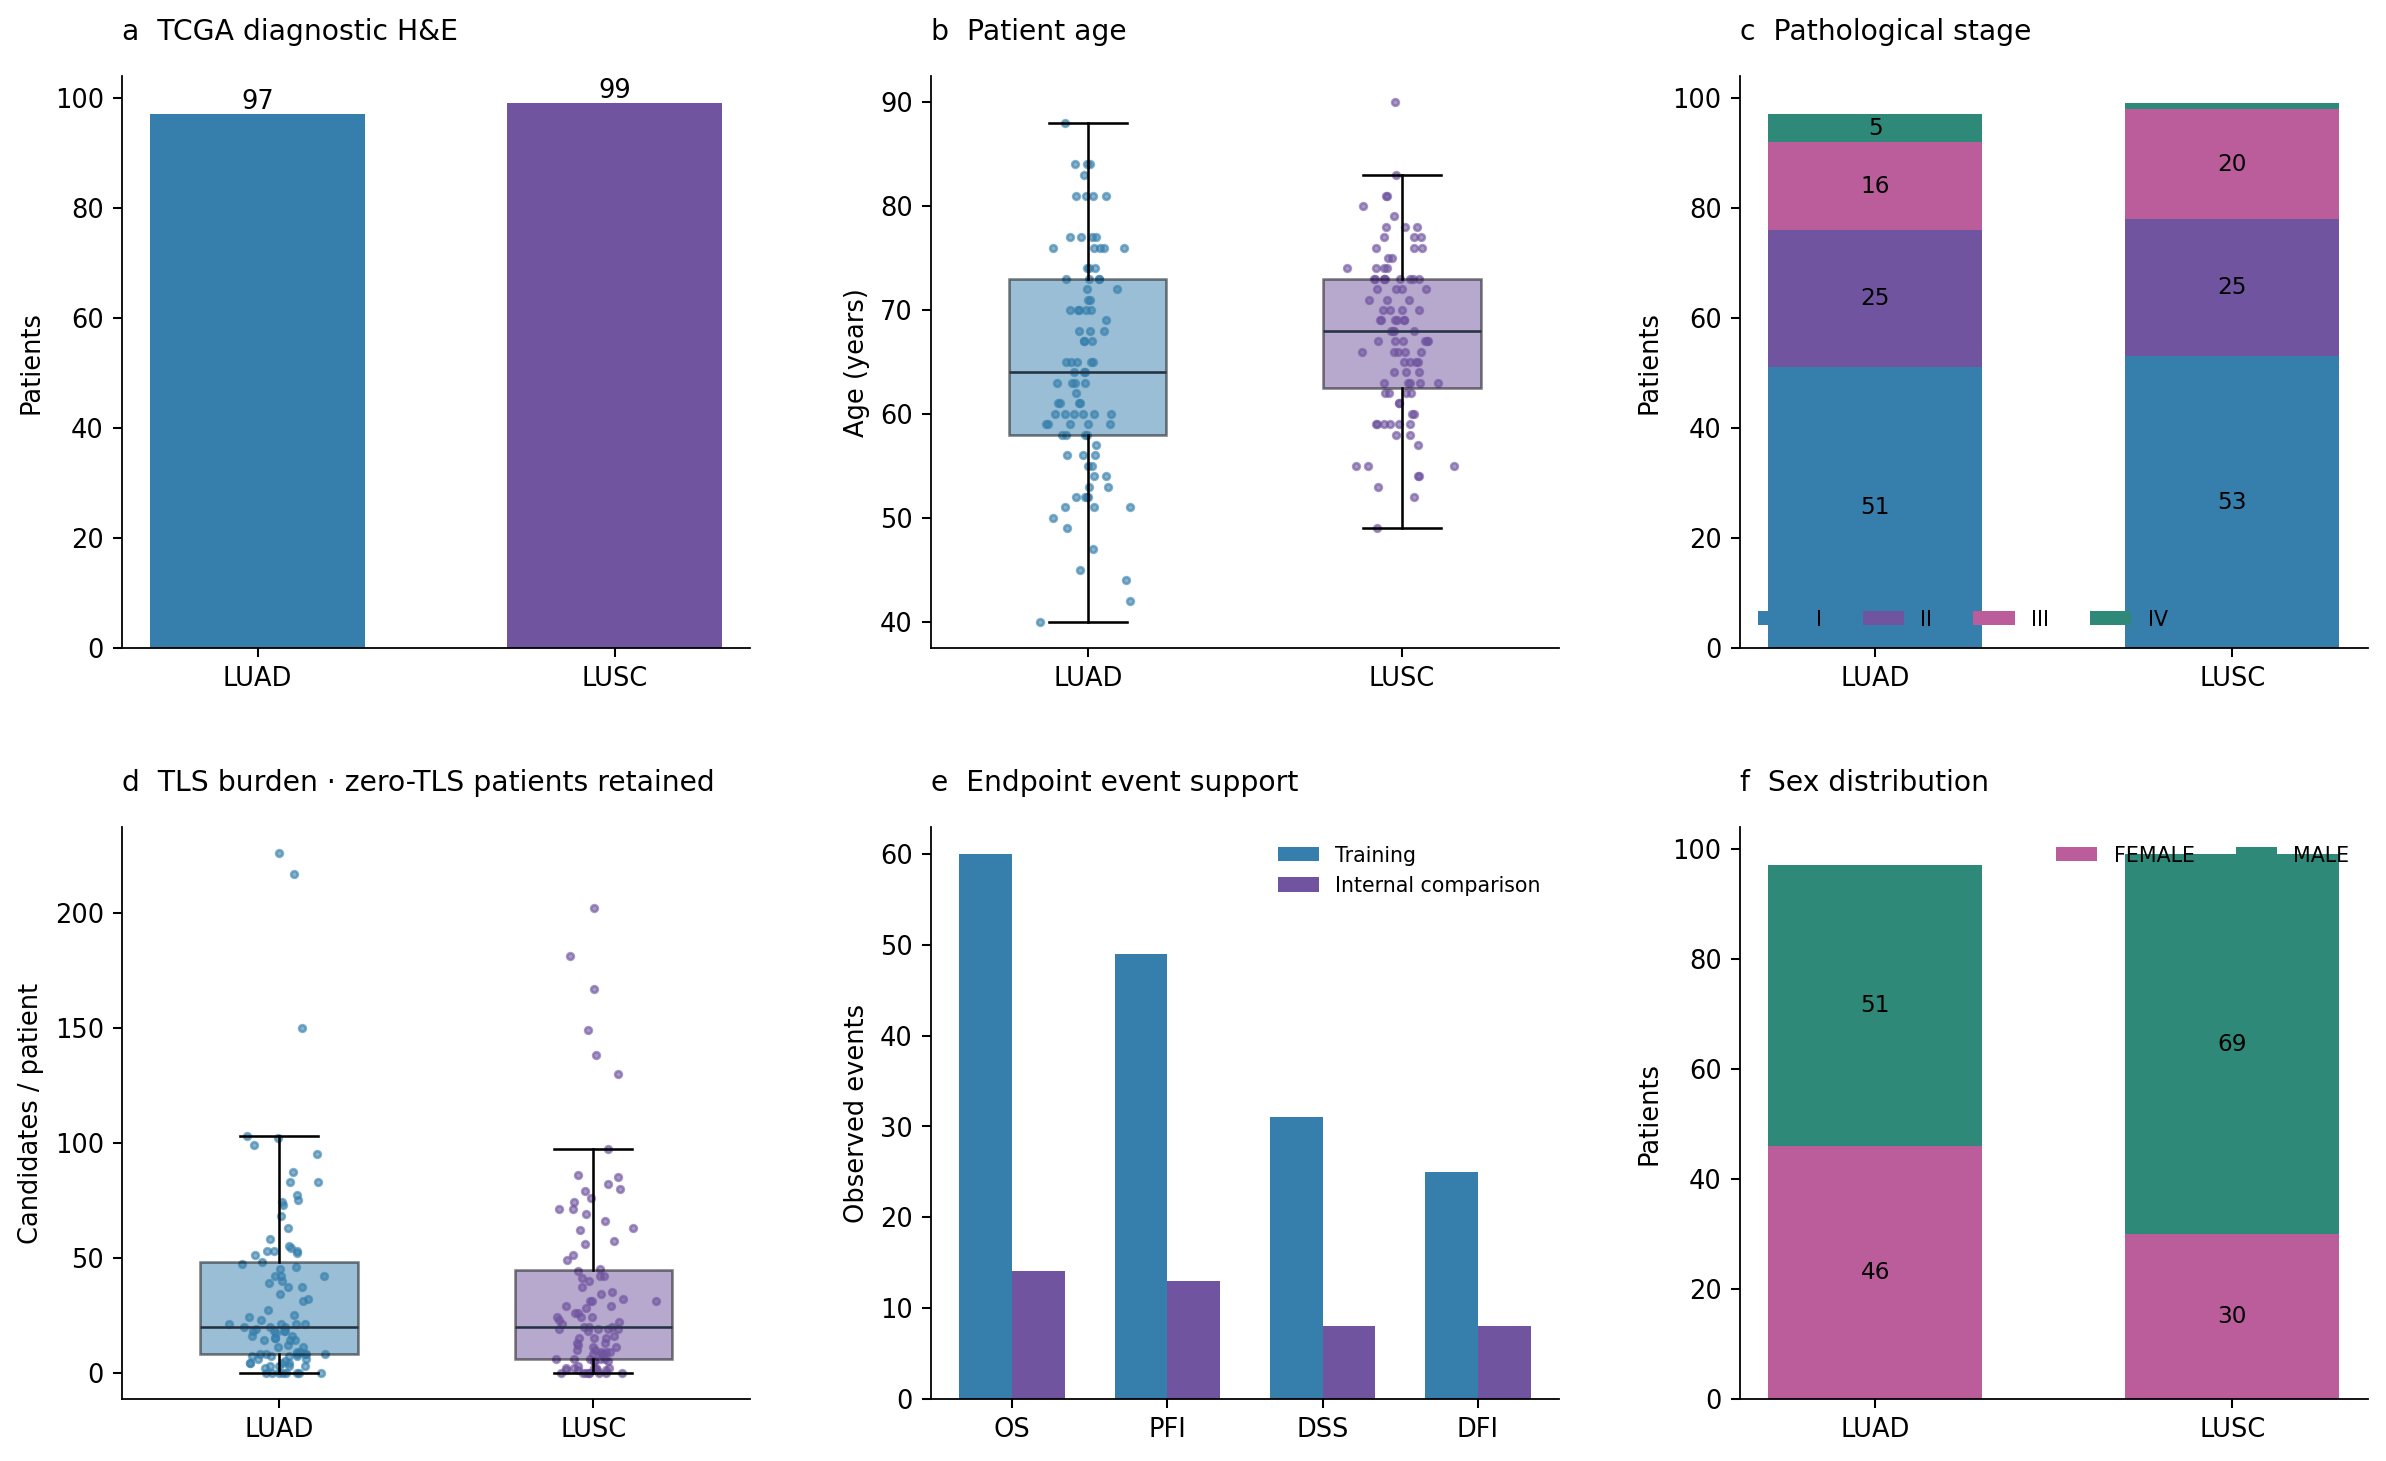 a  TCGA diagnostic H&E
Patients
100
80
60
40
20
0
97
99
LUAD
LUSC
b  Patient age
Age (years)
90
80
70
60
50
40
LUAD
LUSC
c  Pathological stage
Patients
100
80
60
40
20
0
5
16
25
51
20
25
53
I
II
III
IV
LUAD
LUSC
d  TLS burden · zero-TLS patients retained
Candidates / patient
200
150
100
50
0
LUAD
LUSC
e  Endpoint event support
Observed events
60
50
40
30
20
10
0
Training
Internal comparison
OS
PFI
DSS
DFI
f  Sex distribution
Patients
100
80
60
40
20
0
FEMALE
MALE
51
46
69
30
LUAD
LUSC